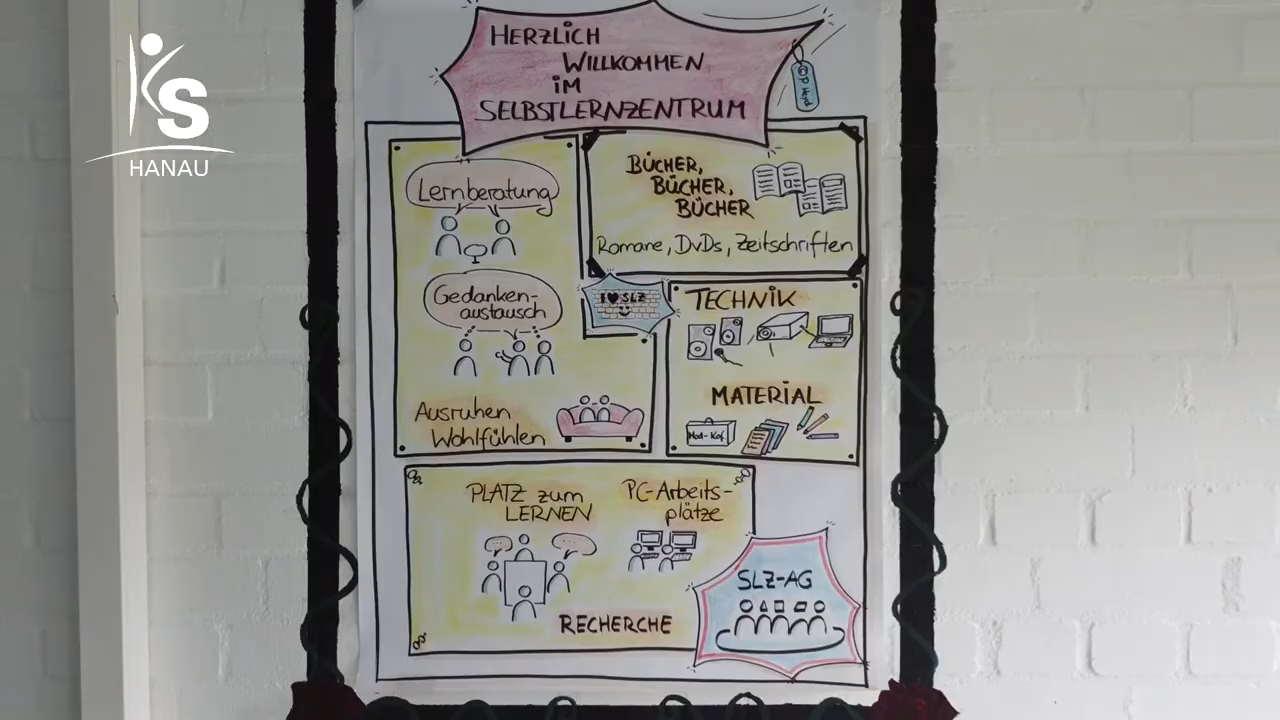 KS
HANAU
HERZLICH
WILLKOMMEN
IM
SELBSTLERNZENTRUM
Lernberatung
Gedanken-
austausch
Ausruhen
Wohlfühlen
BÜCHER,
BÜCHER,
BÜCHER
Romane, DVDs, Zeitschriften
I ♥ SLZ
TECHNIK
MATERIAL
Mod-Kof.
PLATZ zum
LERNEN
PC-Arbeits-
plätze
RECHERCHE
SLZ-AG